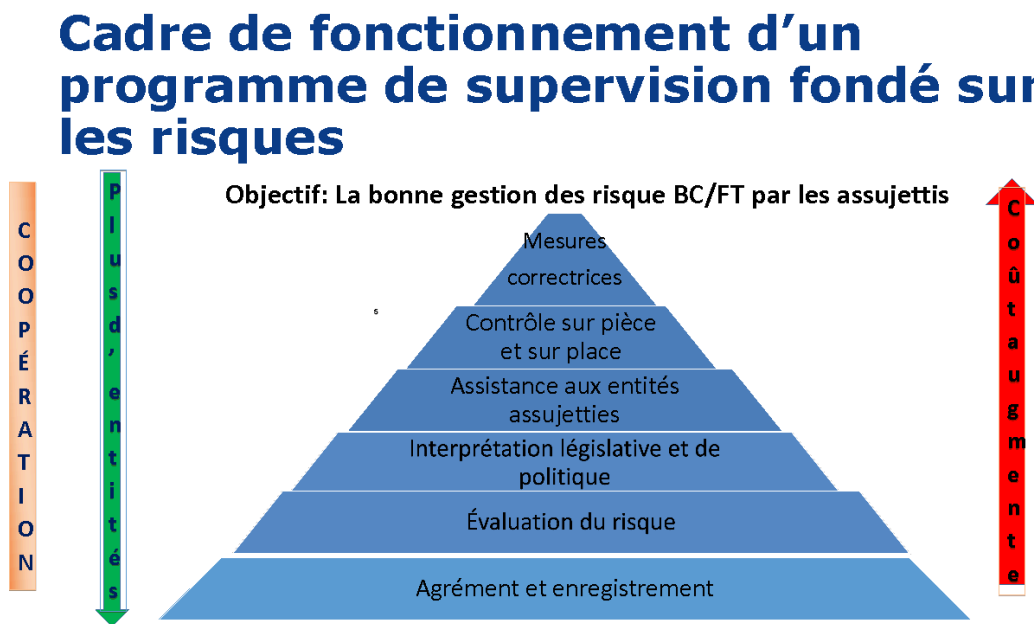 Cadre de fonctionnement d’un
programme de supervision fondé sur
les risques
Objectif: La bonne gestion des risque BC/FT par les assujettis
COOPÉRATION
Plus d’entités
Mesures
correctrices
s
Contrôle sur pièce
et sur place
Assistance aux entités
assujetties
Interprétation législative et de
politique
Évaluation du risque
Agrément et enregistrement
Coût augmente